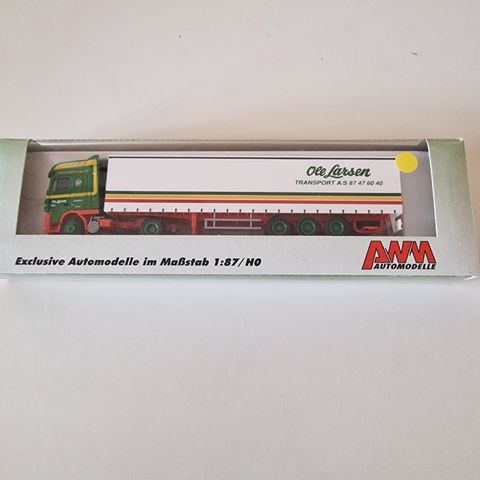 Ole Larsen
TRANSPORT A/S 87 47 60 40
Exclusive Automodelle im Maßstab 1:87/H0
AWM
AUTOMODELLE